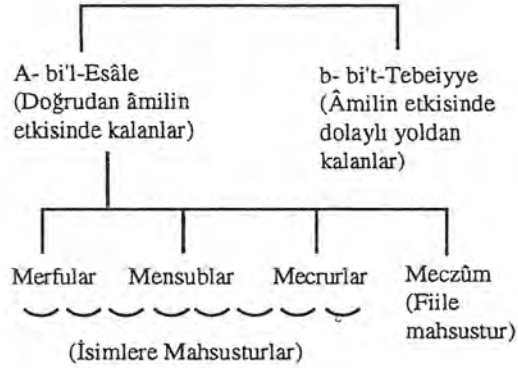 A- bi'l-Esâle
(Doğrudan âmilin
etkisinde kalanlar)
b- bi't-Tebeiyye
(Âmilin etkisinde
dolaylı yoldan
kalanlar)
Merfular Mensublar Mecrurlar
(İsimlere Mahsusturlar)
Meczûm
(Fiile
mahsustur)